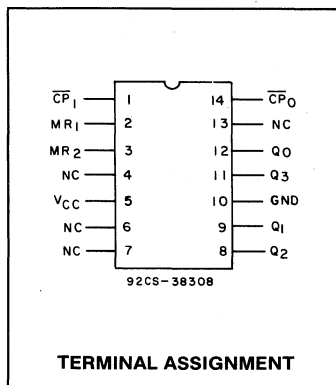 CP1 1 14 CP0
MR1 2 13 NC
MR2 3 12 Q0
NC 4 11 Q3
VCC 5 10 GND
NC 6 9 Q1
NC 7 8 Q2
92CS-38308
TERMINAL ASSIGNMENT